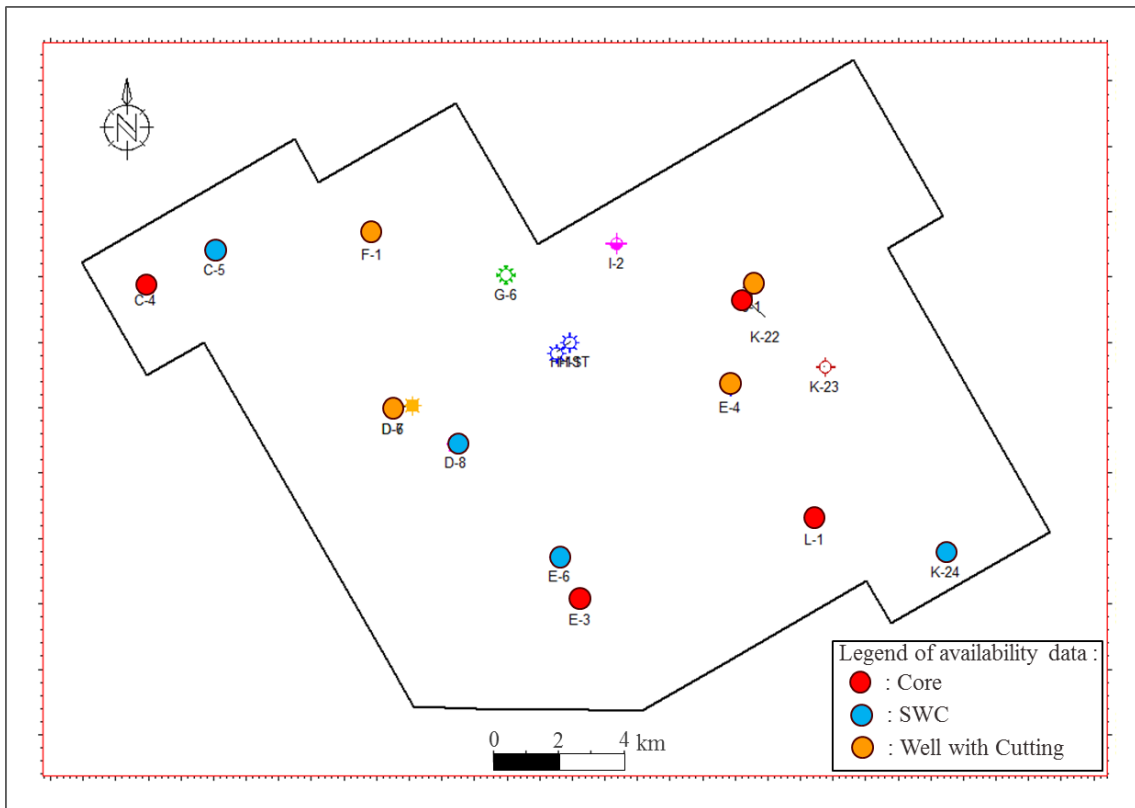 N
F-1
C-5
C-4
G-6
I-2
K-22
K-23
E-4
D-8
L-1
E-6
K-24
E-3
Legend of availability data :
: Core
: SWC
: Well with Cutting
0 2 4 km